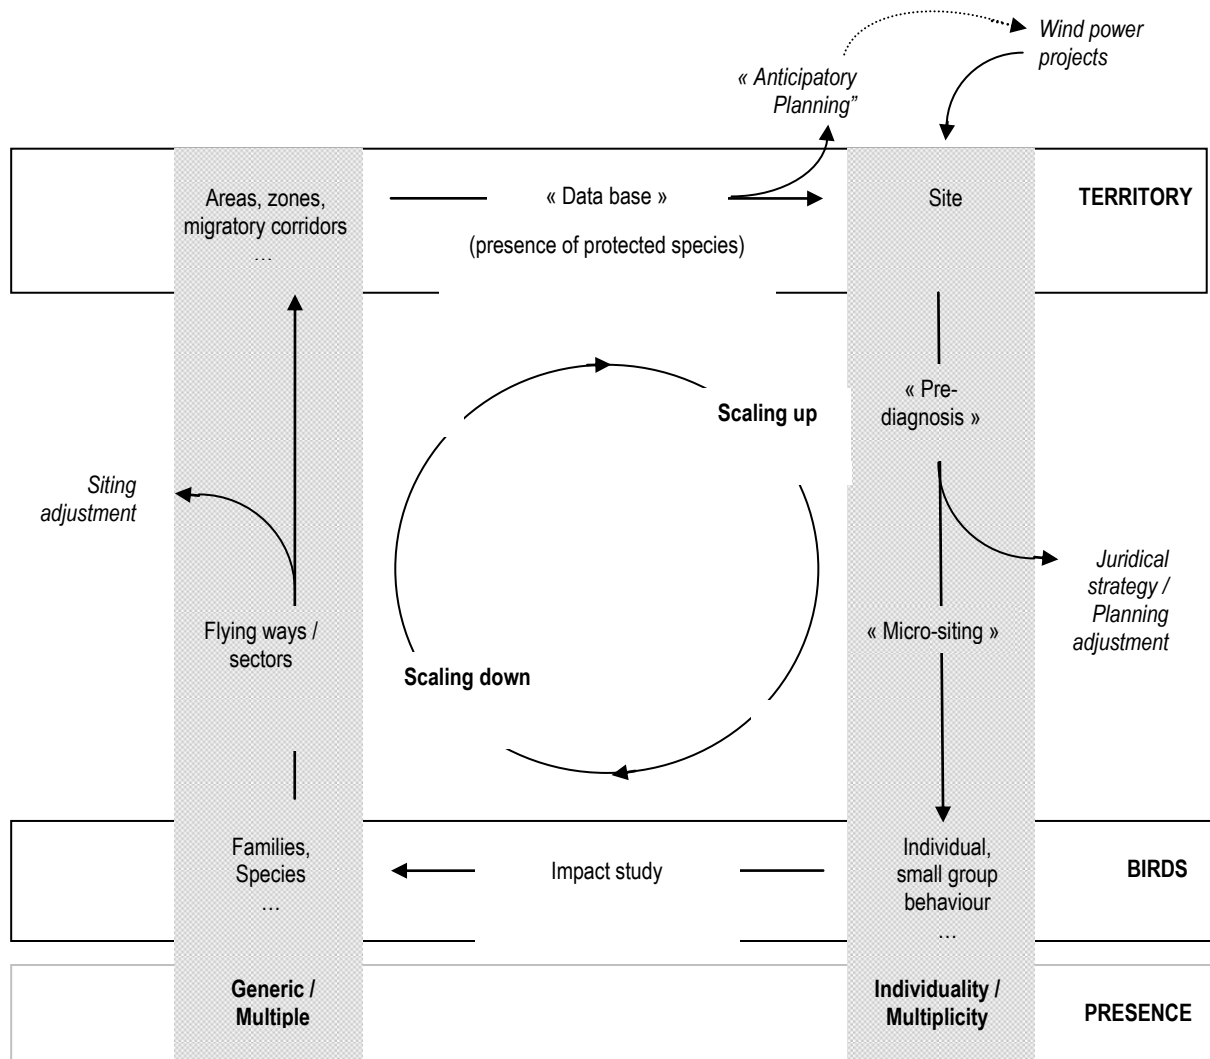 Wind power
projects
« Anticipatory
Planning”
Areas, zones,
migratory corridors
…
« Data base »
(presence of protected species)
Site
TERRITORY
« Pre-
diagnosis »
Scaling up
Siting
adjustment
Juridical
strategy /
Planning
adjustment
Flying ways /
sectors
« Micro-siting »
Scaling down
Families,
Species
…
Impact study
Individual,
small group
behaviour
…
BIRDS
Generic /
Multiple
Individuality /
Multiplicity
PRESENCE